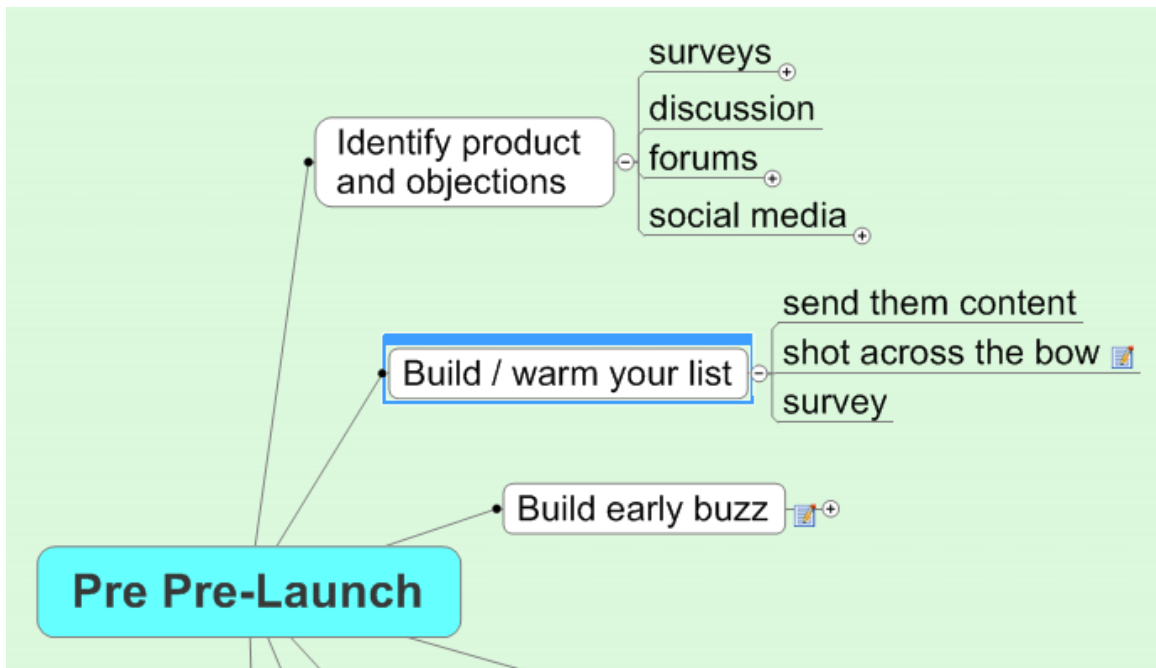 surveys
discussion
Identify product
and objections
forums
social media
send them content
shot across the bow
Build / warm your list
survey
Build early buzz
Pre Pre-Launch